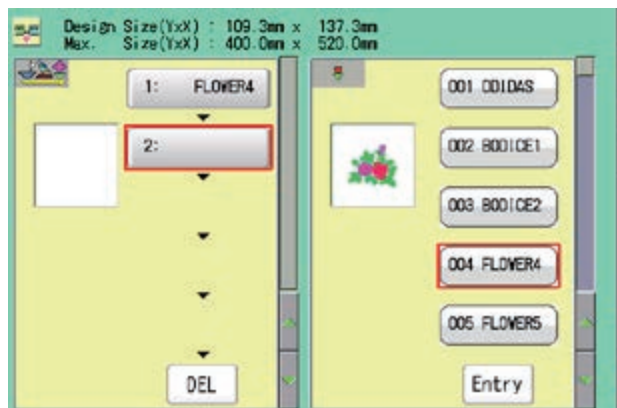 Design Size(YxX) : 109.3mm x 137.3mm
Max. Size(YxX) : 400.0mm x 520.0mm
1: FLOWER4
2:
DEL
001 ODIDAS
002 BODICE1
003 BODICE2
004 FLOWER4
005 FLOWER5
Entry